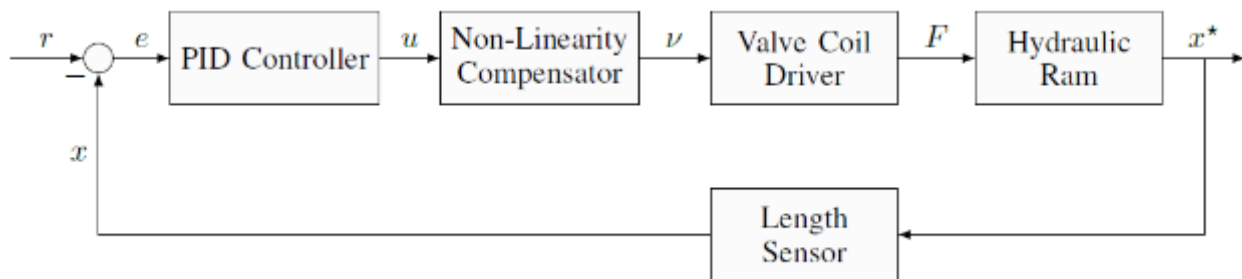 r
e
PID Controller
u
Non-Linearity
Compensator
ν
Valve Coil
Driver
F
Hydraulic
Ram
x*
−
x
Length
Sensor